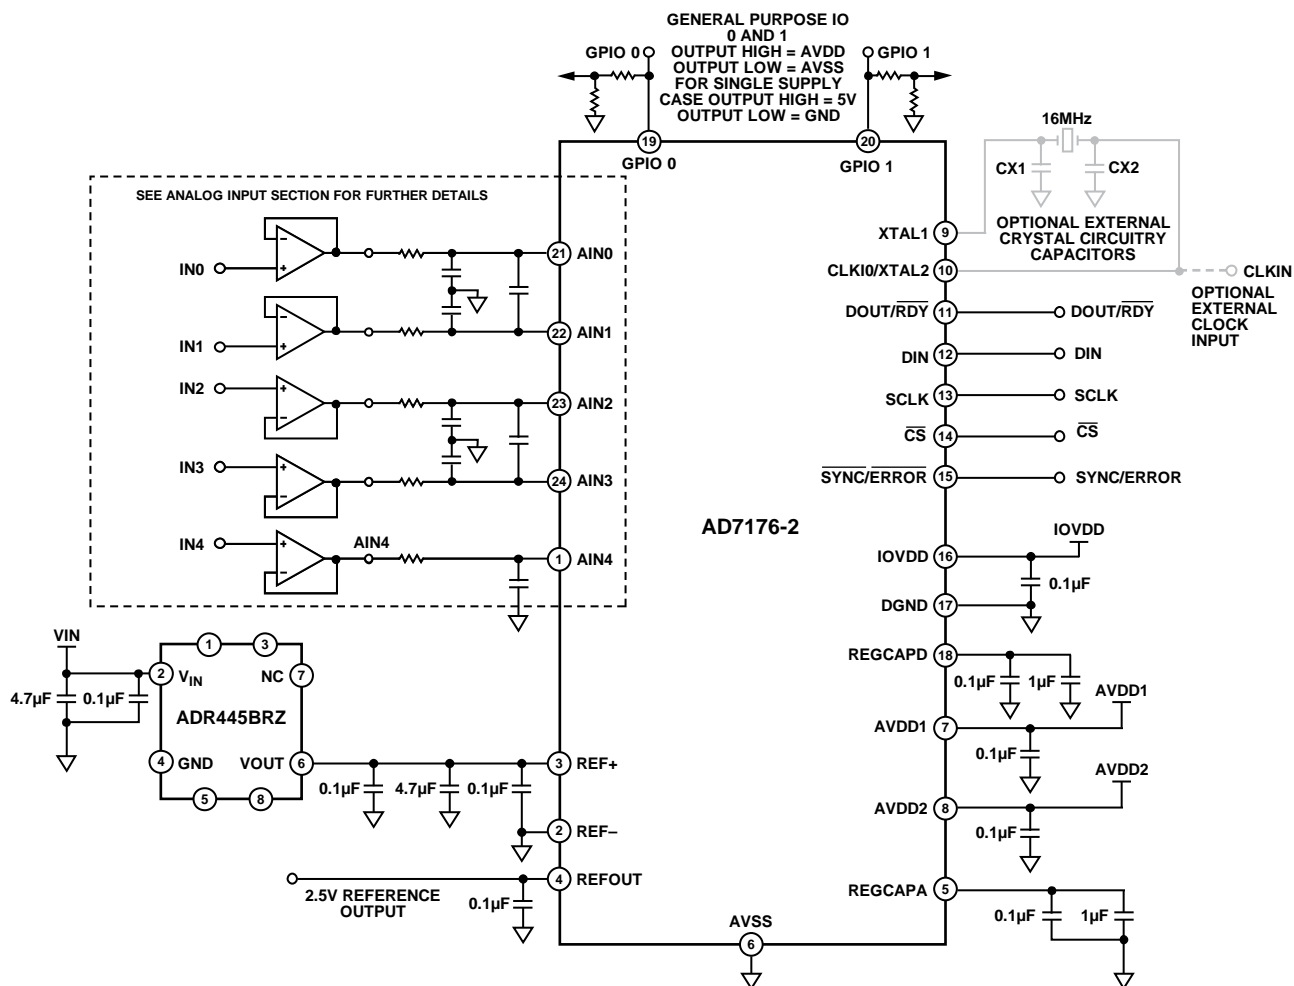 GENERAL PURPOSE IO
0 AND 1
OUTPUT HIGH = AVDD
OUTPUT LOW = AVSS
FOR SINGLE SUPPLY
CASE OUTPUT HIGH = 5V
OUTPUT LOW = GND
GPIO 0
GPIO 1
19
GPIO 0
20
GPIO 1
16MHz
CX1
CX2
OPTIONAL EXTERNAL
CRYSTAL CIRCUITRY
CAPACITORS
SEE ANALOG INPUT SECTION FOR FURTHER DETAILS
IN0
21
AIN0
IN1
22
AIN1
IN2
23
AIN2
IN3
24
AIN3
IN4
AIN4
1
AIN4
XTAL1
9
CLKI0/XTAL2
10
CLKIN
OPTIONAL
EXTERNAL
CLOCK
INPUT
DOUT/RDY
11
DOUT/RDY
DIN
12
DIN
SCLK
13
SCLK
CS
14
CS
SYNC/ERROR
15
SYNC/ERROR
AD7176-2
IOVDD
IOVDD
16
0.1µF
DGND
17
REGCAPD
18
0.1µF
1µF
AVDD1
AVDD1
7
0.1µF
AVDD2
AVDD2
8
0.1µF
REGCAPA
5
0.1µF
1µF
VIN
4.7µF
0.1µF
1
3
2
VIN
NC
7
ADR445BRZ
4
GND
VOUT
6
5
8
0.1µF
4.7µF
0.1µF
3
REF+
2
REF–
4
REFOUT
2.5V REFERENCE
OUTPUT
0.1µF
AVSS
6